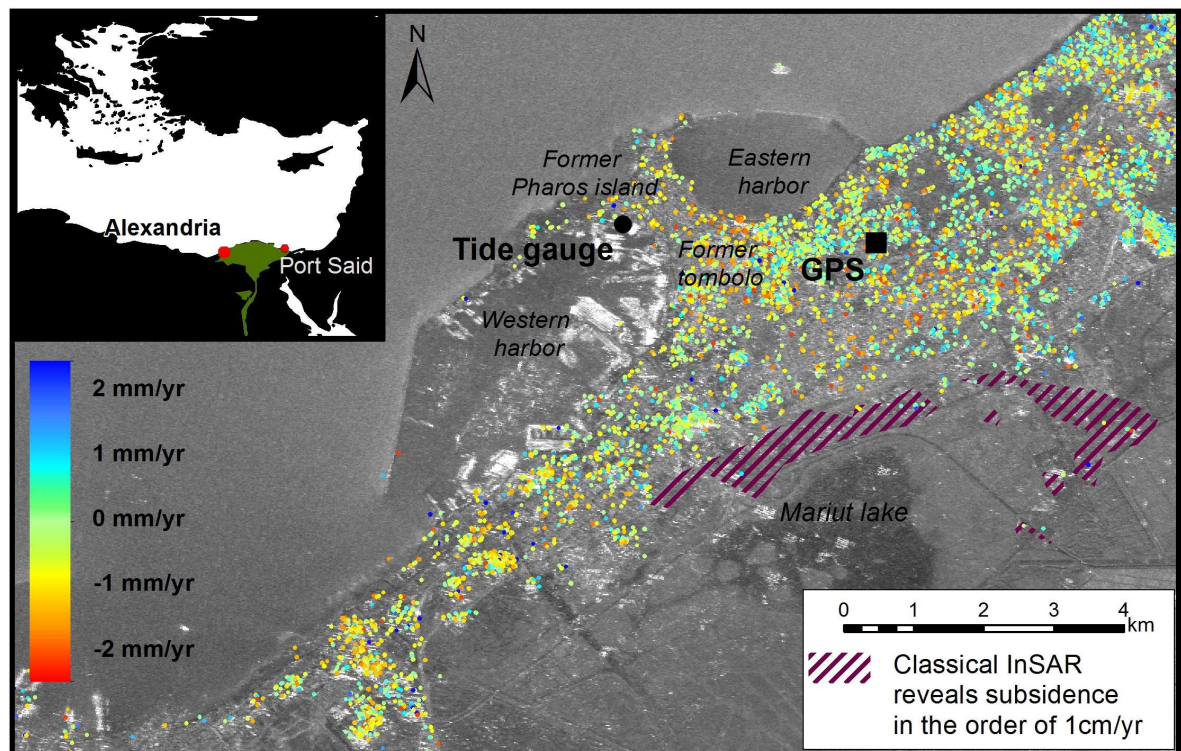 Alexandria
Port Said
N
Former
Pharos island
Eastern
harbor
Tide gauge
Former
tombolo
GPS
Western
harbor
Mariut lake
2 mm/yr
1 mm/yr
0 mm/yr
-1 mm/yr
-2 mm/yr
0 1 2 3 4
km
Classical InSAR
reveals subsidence
in the order of 1cm/yr